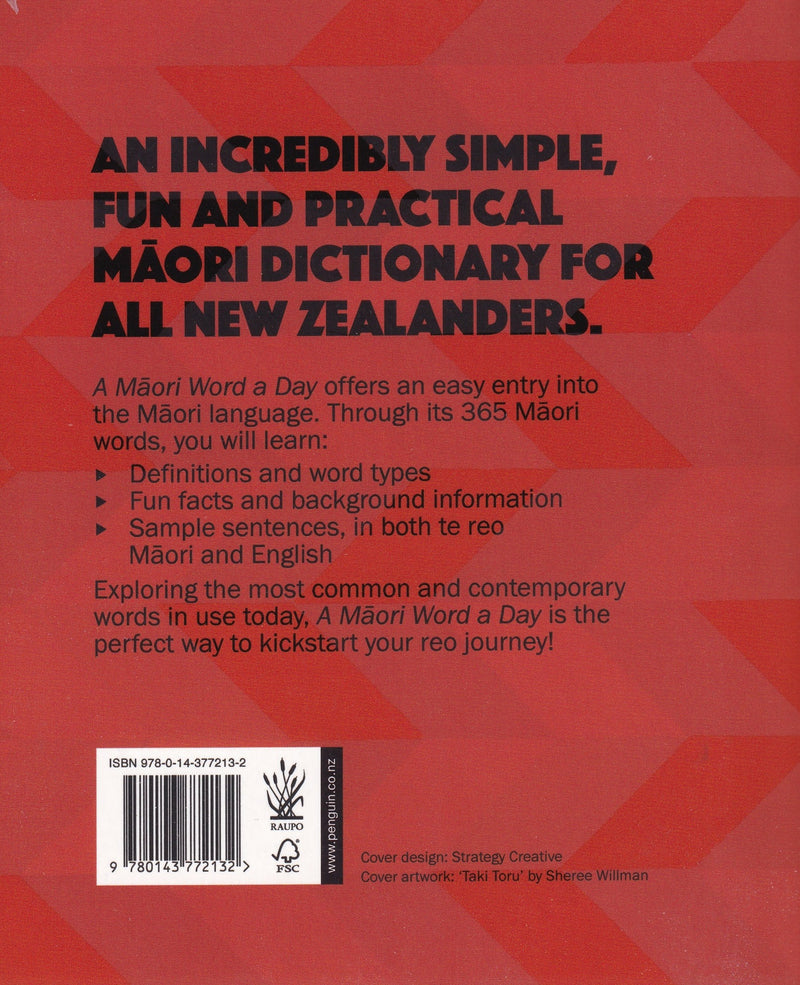 AN INCREDIBLY SIMPLE,
FUN AND PRACTICAL
MĀORI DICTIONARY FOR
ALL NEW ZEALANDERS.
A Māori Word a Day offers an easy entry into
the Māori language. Through its 365 Māori
words, you will learn:
▸ Definitions and word types
▸ Fun facts and background information
▸ Sample sentences, in both te reo
Māori and English
Exploring the most common and contemporary
words in use today, A Māori Word a Day is the
perfect way to kickstart your reo journey!
ISBN 978-0-14-377213-2
9 780143 772132 >
RAUPO
FSC
www.penguin.co.nz
Cover design: Strategy Creative
Cover artwork: ‘Taki Toru’ by Sheree Willman